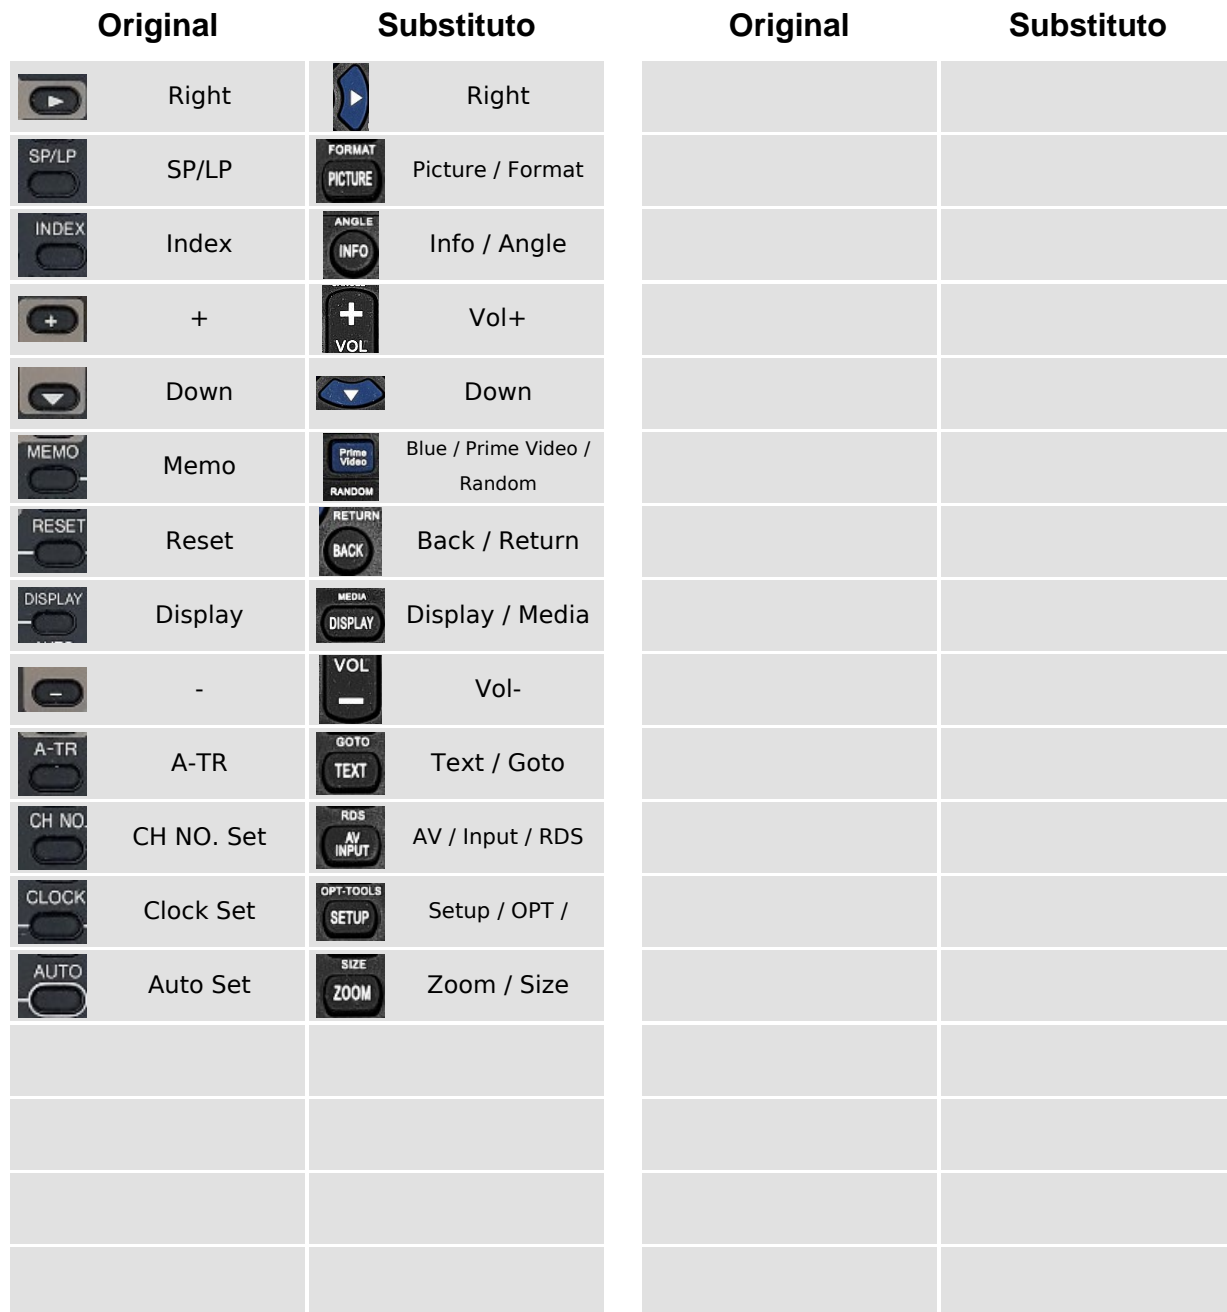 Original Substituto Original Substituto
Right Right
SP/LP SP/LP FORMAT PICTURE Picture / Format
INDEX Index ANGLE INFO Info / Angle
+ + + VOL Vol+
Down Down
MEMO Memo Prime Video RANDOM Blue / Prime Video /
Random
RESET Reset RETURN BACK Back / Return
DISPLAY Display MEDIA DISPLAY Display / Media
- - VOL - Vol-
A-TR A-TR GOTO TEXT Text / Goto
CH NO. CH NO. Set RDS AV INPUT AV / Input / RDS
CLOCK Clock Set OPT-TOOLS SETUP Setup / OPT /
AUTO Auto Set SIZE ZOOM Zoom / Size